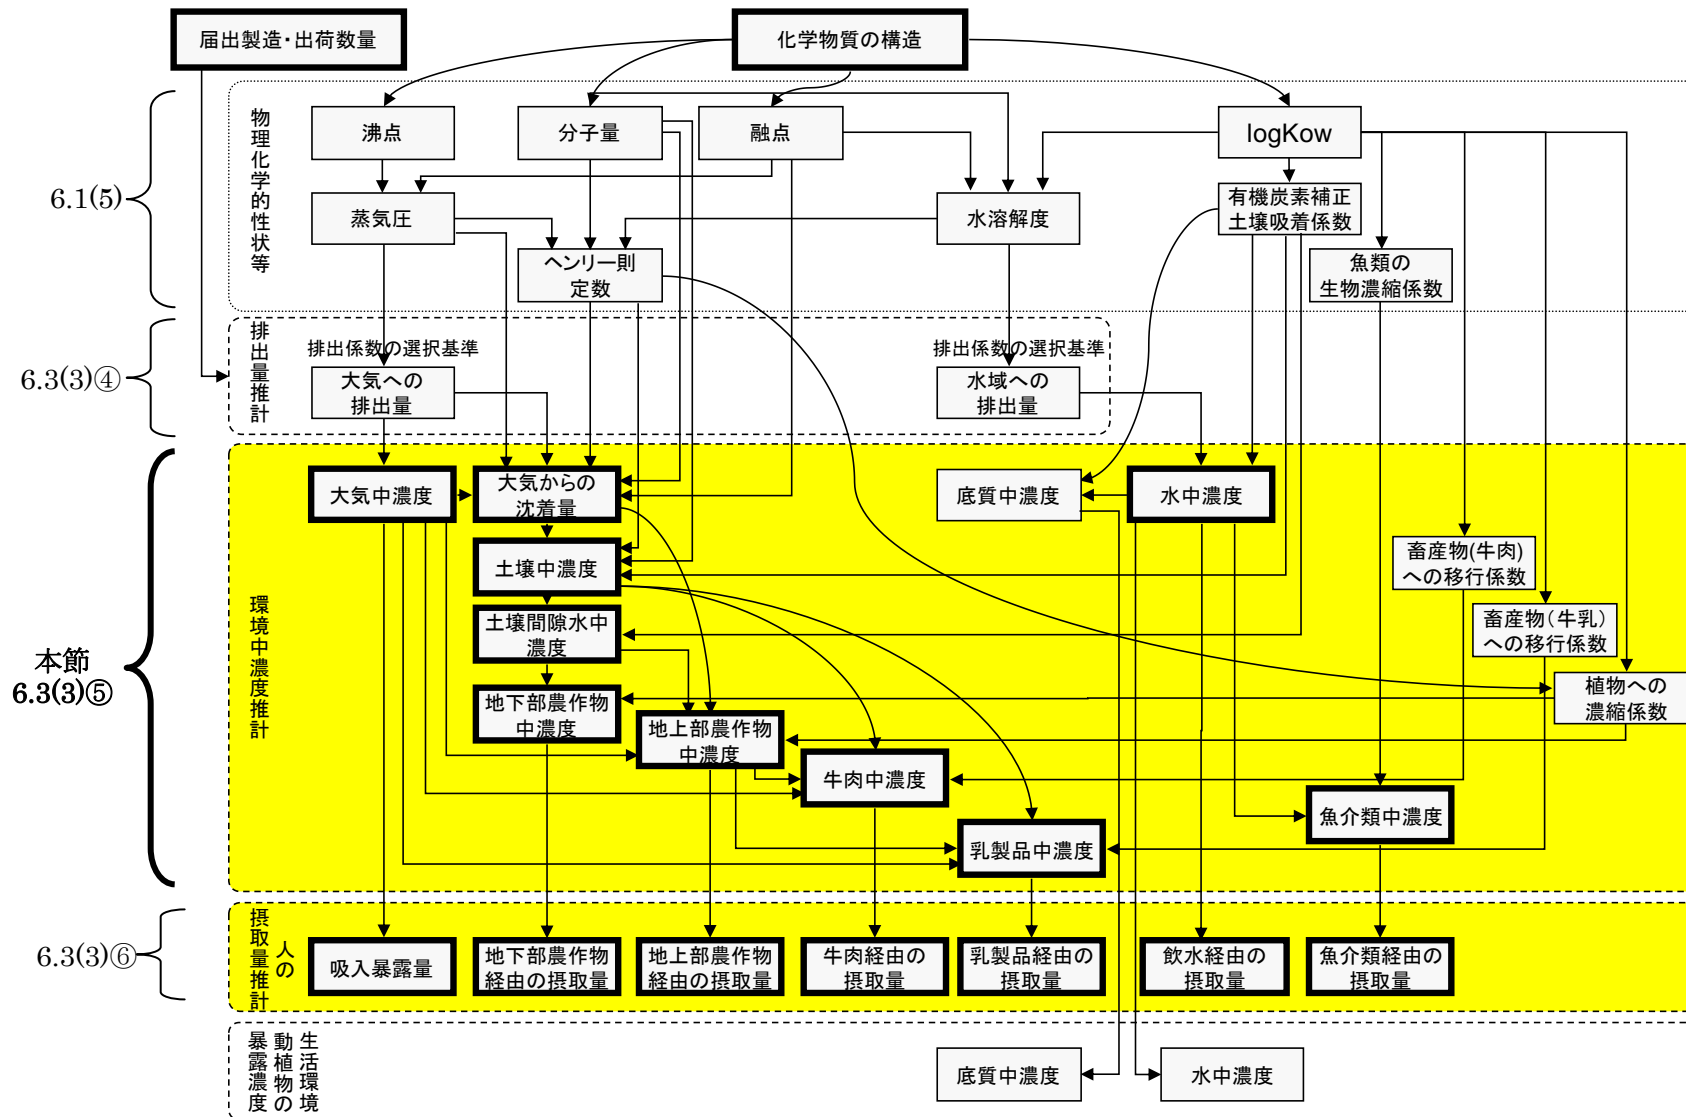 届出製造・出荷数量
化学物質の構造
6.1(5)
物理化学的性状等
沸点
分子量
融点
logKow
蒸気圧
水溶解度
有機炭素補正
土壌吸着係数
ヘンリー則
定数
魚類の
生物濃縮係数
6.3(3)④
排出量推計
排出係数の選択基準
大気への
排出量
排出係数の選択基準
水域への
排出量
本節
6.3(3)⑤
環境中濃度推計
大気中濃度
大気からの
沈着量
底質中濃度
水中濃度
土壌中濃度
畜産物(牛肉)
への移行係数
土壌間隙水中
濃度
畜産物(牛乳)
への移行係数
地下部農作物
中濃度
植物への
濃縮係数
地上部農作物
中濃度
牛肉中濃度
魚介類中濃度
乳製品中濃度
6.3(3)⑥
人の
摂取量推計
吸入暴露量
地下部農作物
経由の摂取量
地上部農作物
経由の摂取量
牛肉経由の
摂取量
乳製品経由の
摂取量
飲水経由の
摂取量
魚介類経由の
摂取量
生活環境
動植物の
暴露濃度
底質中濃度
水中濃度